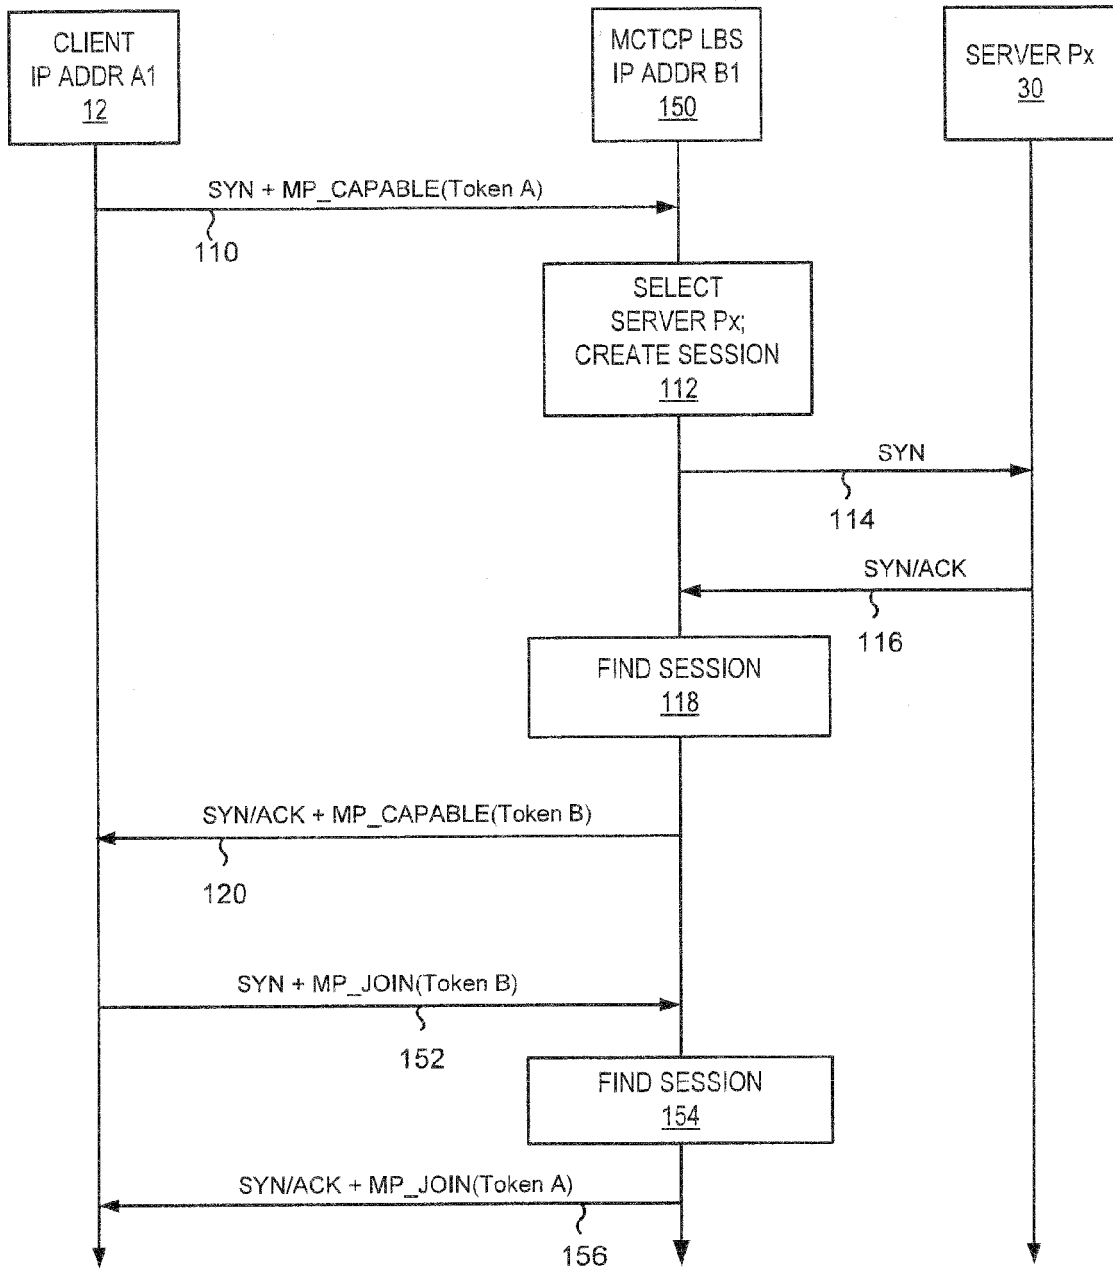 CLIENT
IP ADDR A1
12
MCTCP LBS
IP ADDR B1
150
SERVER Px
30
SYN + MP_CAPABLE(Token A)
110
SELECT
SERVER Px;
CREATE SESSION
112
SYN
114
SYN/ACK
116
FIND SESSION
118
SYN/ACK + MP_CAPABLE(Token B)
120
SYN + MP_JOIN(Token B)
152
FIND SESSION
154
SYN/ACK + MP_JOIN(Token A)
156